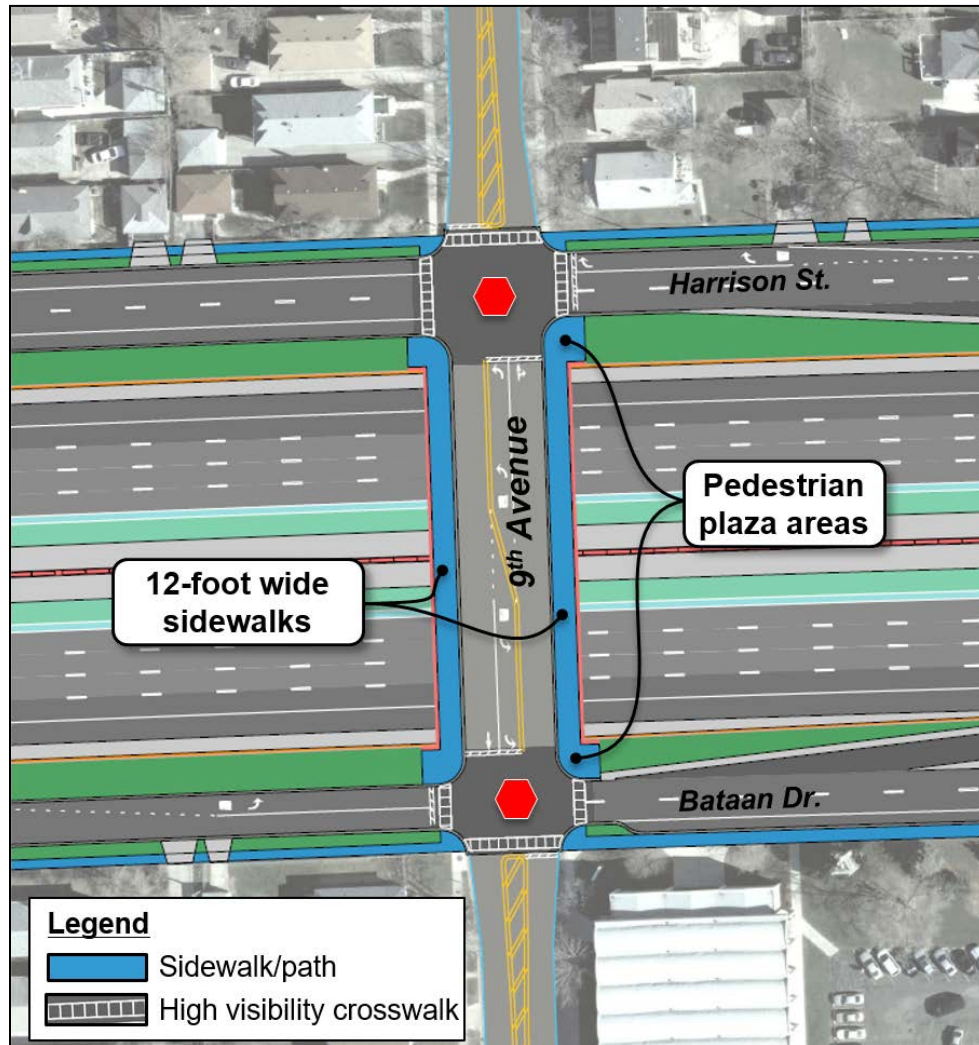 Harrison St.
9th Avenue
Pedestrian
plaza areas
12-foot wide
sidewalks
Bataan Dr.
Legend
Sidewalk/path
High visibility crosswalk